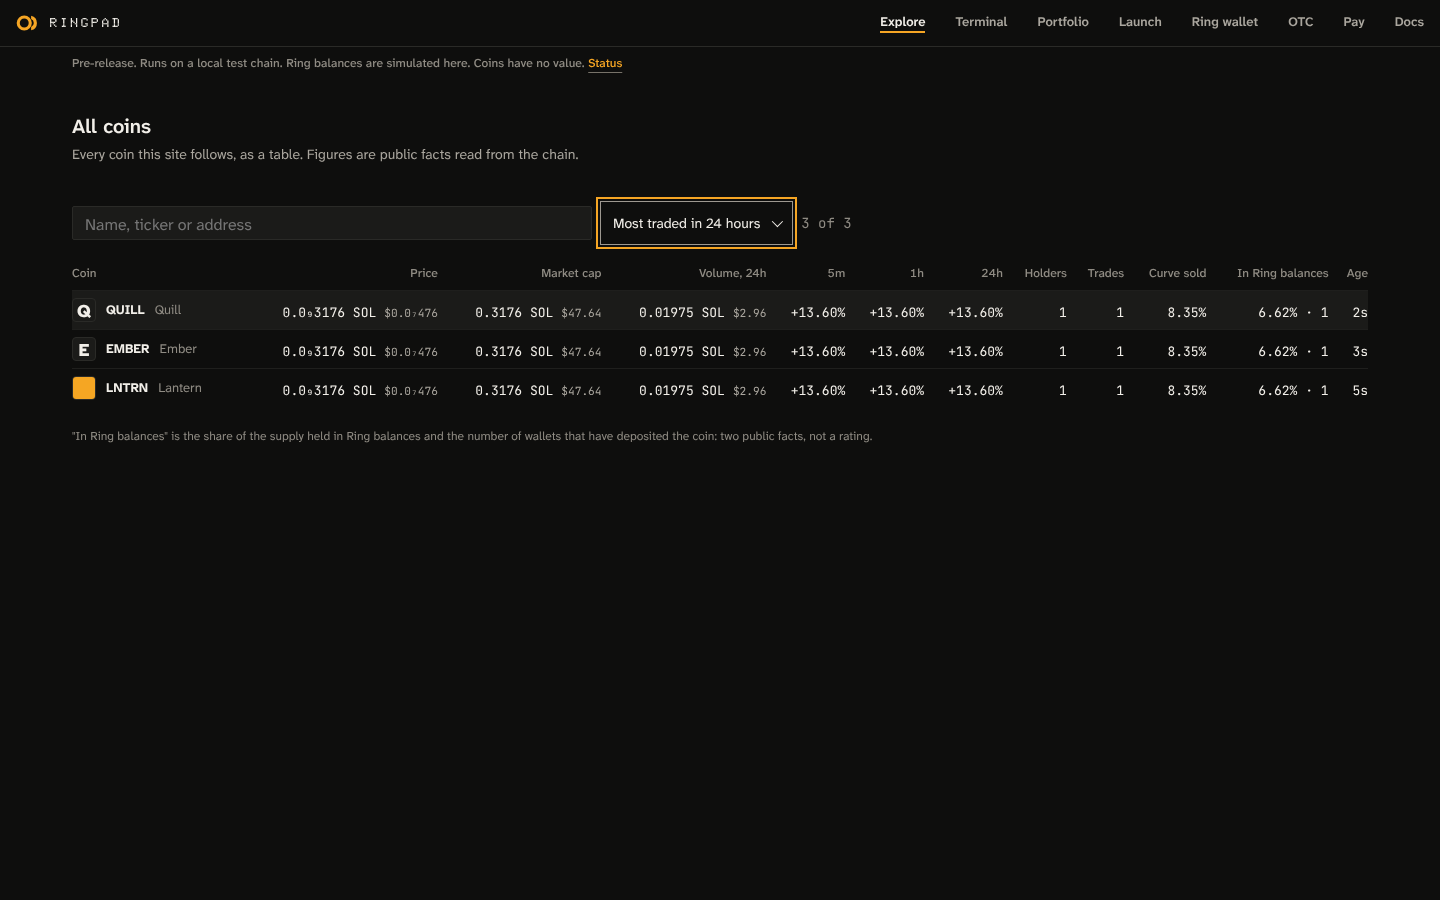 RINGPAD Explore Terminal Portfolio Launch Ring wallet OTC Pay Docs
Pre-release. Runs on a local test chain. Ring balances are simulated here. Coins have no value. Status
All coins
Every coin this site follows, as a table. Figures are public facts read from the chain.
Name, ticker or address Most traded in 24 hours 3 of 3
Coin Price Market cap Volume, 24h 5m 1h 24h Holders Trades Curve sold In Ring balances Age
Q QUILL Quill 0.0₉3176 SOL $0.0₇476 0.3176 SOL $47.64 0.01975 SOL $2.96 +13.60% +13.60% +13.60% 1 1 8.35% 6.62% · 1 2s
E EMBER Ember 0.0₉3176 SOL $0.0₇476 0.3176 SOL $47.64 0.01975 SOL $2.96 +13.60% +13.60% +13.60% 1 1 8.35% 6.62% · 1 3s
LNTRN Lantern 0.0₉3176 SOL $0.0₇476 0.3176 SOL $47.64 0.01975 SOL $2.96 +13.60% +13.60% +13.60% 1 1 8.35% 6.62% · 1 5s
"In Ring balances" is the share of the supply held in Ring balances and the number of wallets that have deposited the coin: two public facts, not a rating.